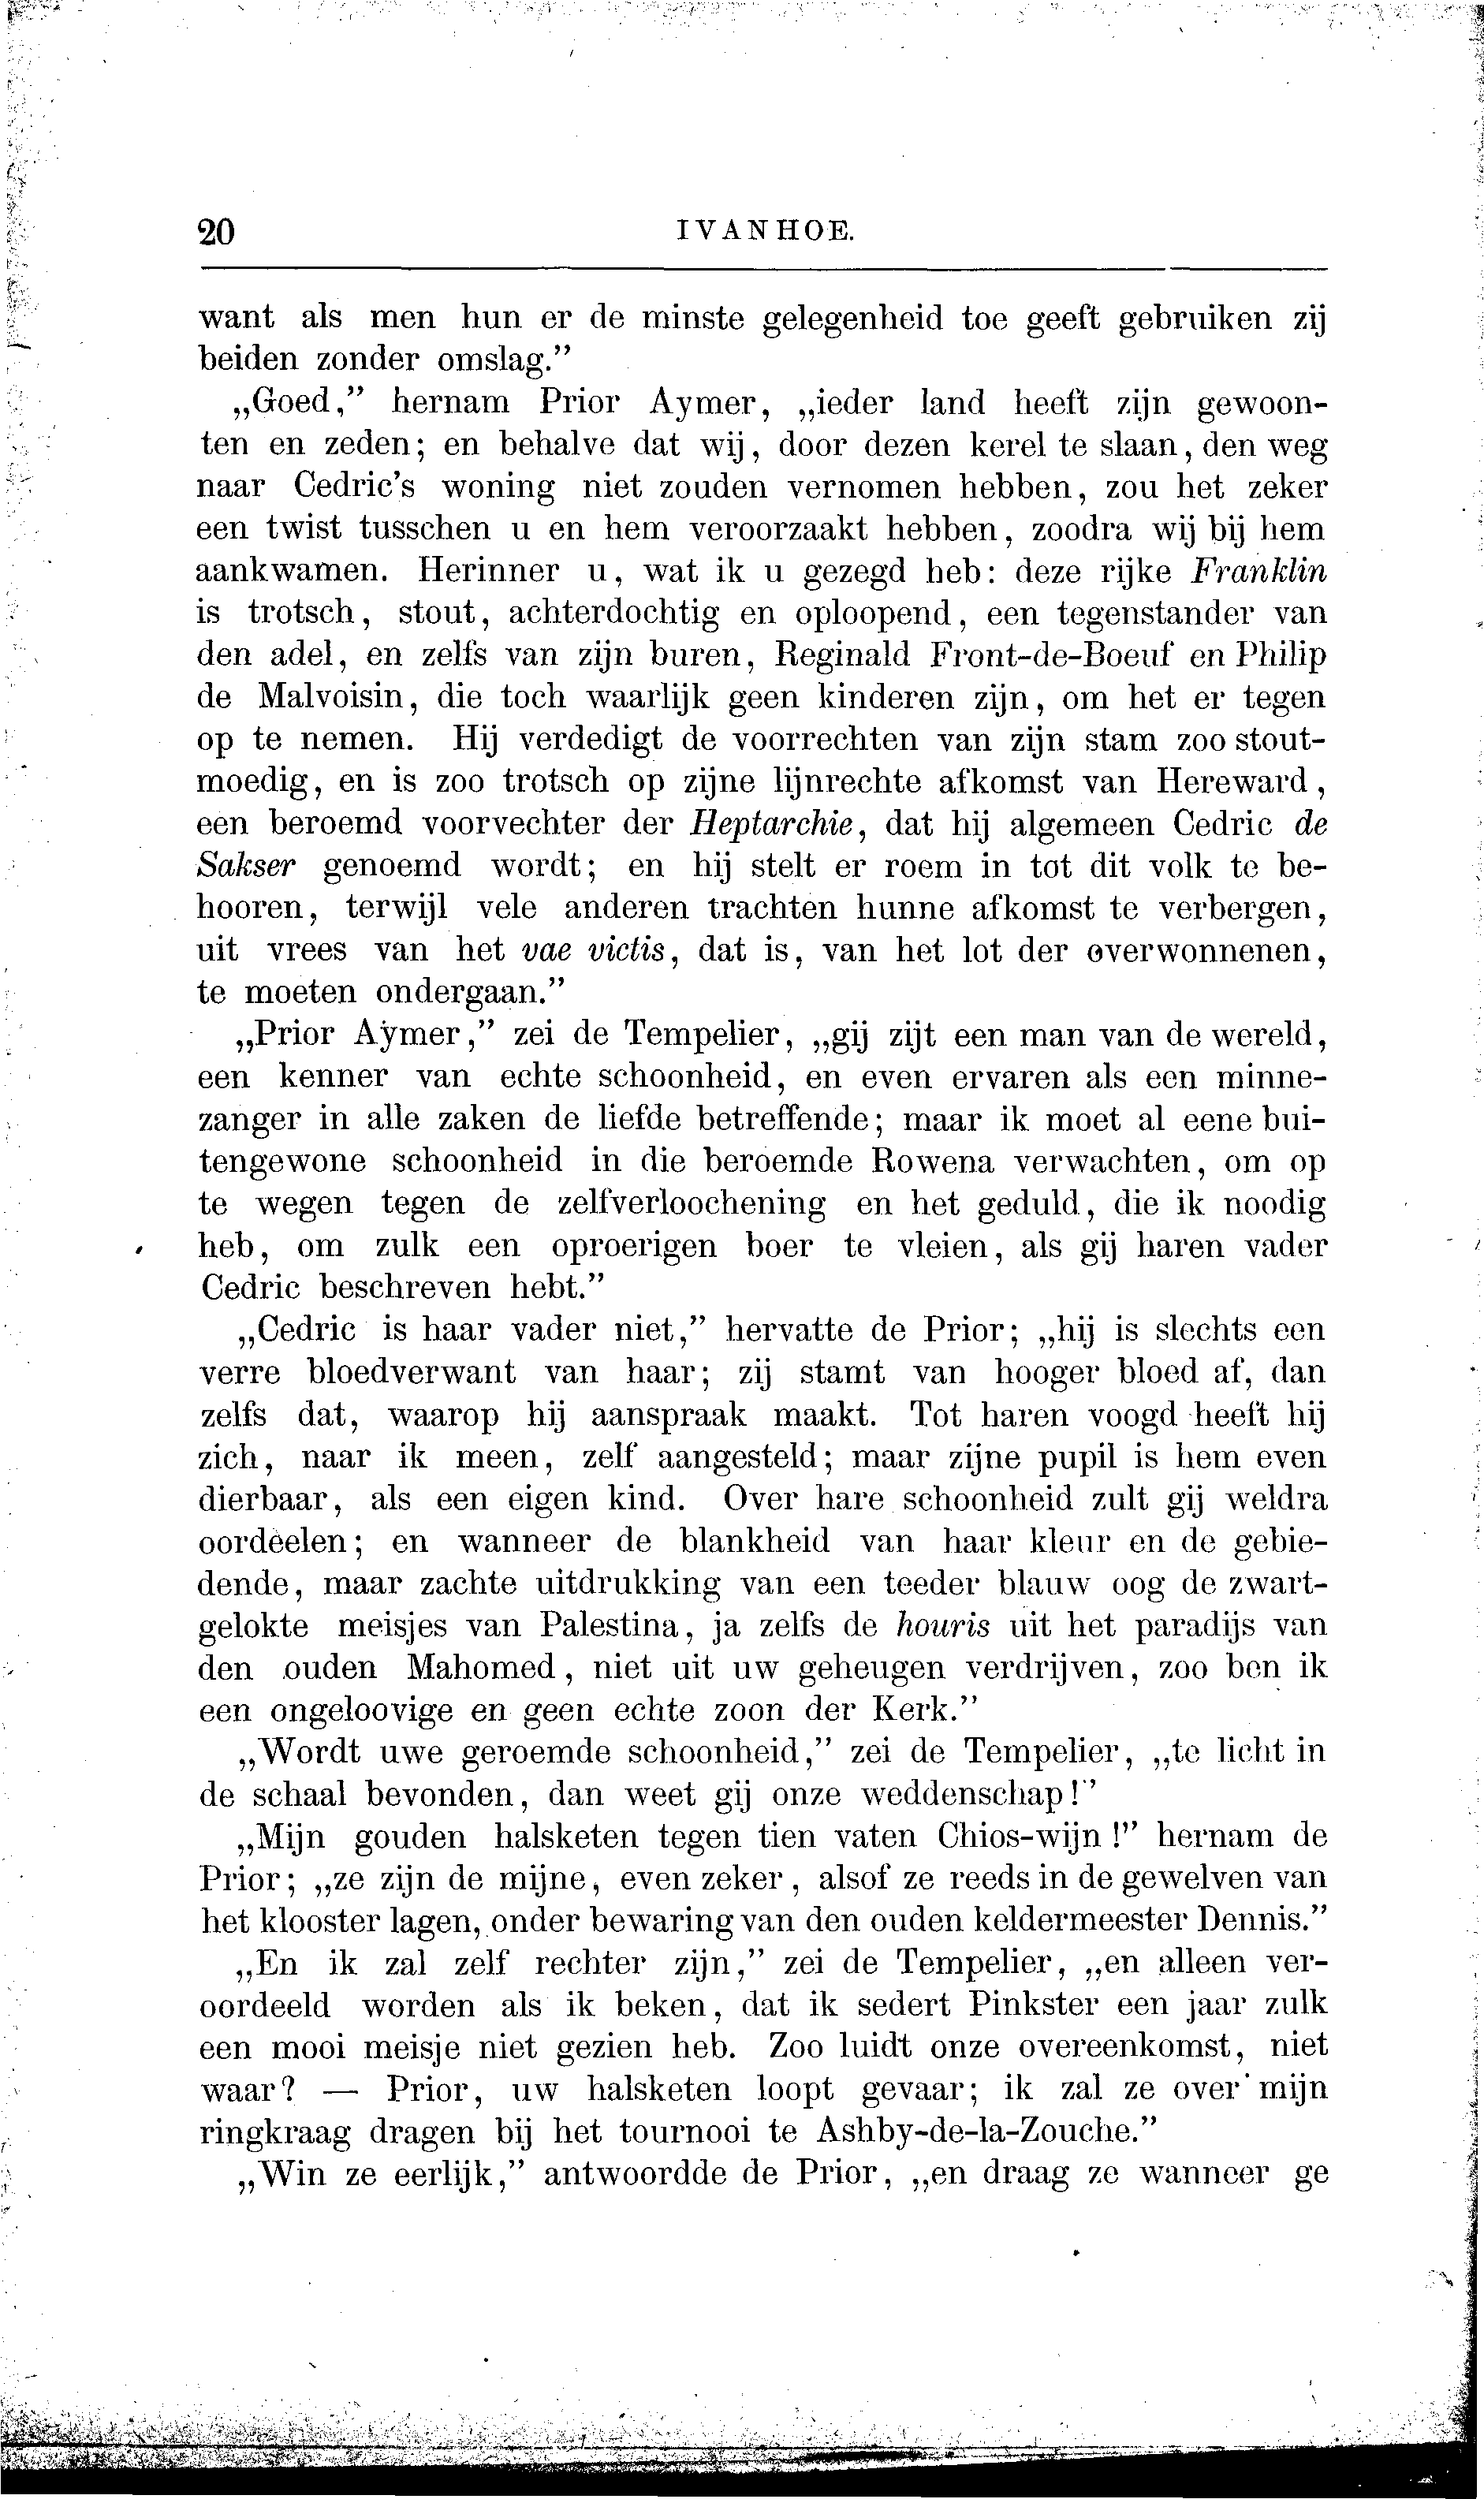 20 IVANHOE.
want als men hun er de minste gelegenheid toe geeft gebruiken zij
beiden zonder omslag.”
„Goed,” hernam Prior Aymer, „ieder land heeft zijn gewoon-
ten en zeden; en behalve dat wij, door dezen kerel te slaan, den weg
naar Cedric’s woning niet zouden vernomen hebben, zou het zeker
een twist tusschen u en hem veroorzaakt hebben, zoodra wij bij hem
aankwamen. Herinner u, wat ik u gezegd heb: deze rijke Franklin
is trotsch, stout, achterdochtig en oploopend, een tegenstander van
den adel, en zelfs van zijn buren, Reginald Front-de-Boeuf en Philip
de Malvoisin, die toch waarlijk geen kinderen zijn, om het er tegen
op te nemen. Hij verdedigt de voorrechten van zijn stam zoo stout-
moedig, en is zoo trotsch op zijne lijnrechte afkomst van Hereward,
een beroemd voorvechter der Heptarchie, dat hij algemeen Cedric de
Sakser genoemd wordt; en hij stelt er roem in tot dit volk te be-
hooren, terwijl vele anderen trachten hunne afkomst te verbergen,
uit vrees van het vae victis, dat is, van het lot der overwonnenen,
te moeten ondergaan.”
„Prior Aymer,” zei de Tempelier, „gij zijt een man van de wereld,
een kenner van echte schoonheid, en even ervaren als een minne-
zanger in alle zaken de liefde betreffende; maar ik moet al eene bui-
tengewone schoonheid in die beroemde Rowena verwachten, om op
te wegen tegen de zelfverloochening en het geduld, die ik noodig
heb, om zulk een oproerigen boer te vleien, als gij haren vader
Cedric beschreven hebt.”
„Cedric is haar vader niet,” hervatte de Prior; „hij is slechts een
verre bloedverwant van haar; zij stamt van hooger bloed af, dan
zelfs dat, waarop hij aanspraak maakt. Tot haren voogd heeft hij
zich, naar ik meen, zelf aangesteld; maar zijne pupil is hem even
dierbaar, als een eigen kind. Over hare schoonheid zult gij weldra
oordeelen; en wanneer de blankheid van haar kleur en de gebie-
dende, maar zachte uitdrukking van een teeder blauw oog de zwart-
gelokte meisjes van Palestina, ja zelfs de houris uit het paradijs van
den ouden Mahomed, niet uit uw geheugen verdrijven, zoo ben ik
een ongeloovige en geen echte zoon der Kerk.”
„Wordt uwe geroemde schoonheid,” zei de Tempelier, „te licht in
de schaal bevonden, dan weet gij onze weddenschap!”
„Mijn gouden halsketen tegen tien vaten Chios-wijn!” hernam de
Prior; „ze zijn de mijne, even zeker, alsof ze reeds in de gewelven van
het klooster lagen, onder bewaring van den ouden keldermeester Dennis.”
„En ik zal zelf rechter zijn,” zei de Tempelier, „en alleen ver-
oordeeld worden als ik beken, dat ik sedert Pinkster een jaar zulk
een mooi meisje niet gezien heb. Zoo luidt onze overeenkomst, niet
waar? — Prior, uw halsketen loopt gevaar; ik zal ze over mijn
ringkraag dragen bij het tournooi te Ashby-de-la-Zouche.”
„Win ze eerlijk,” antwoordde de Prior, „en draag ze wanneer ge